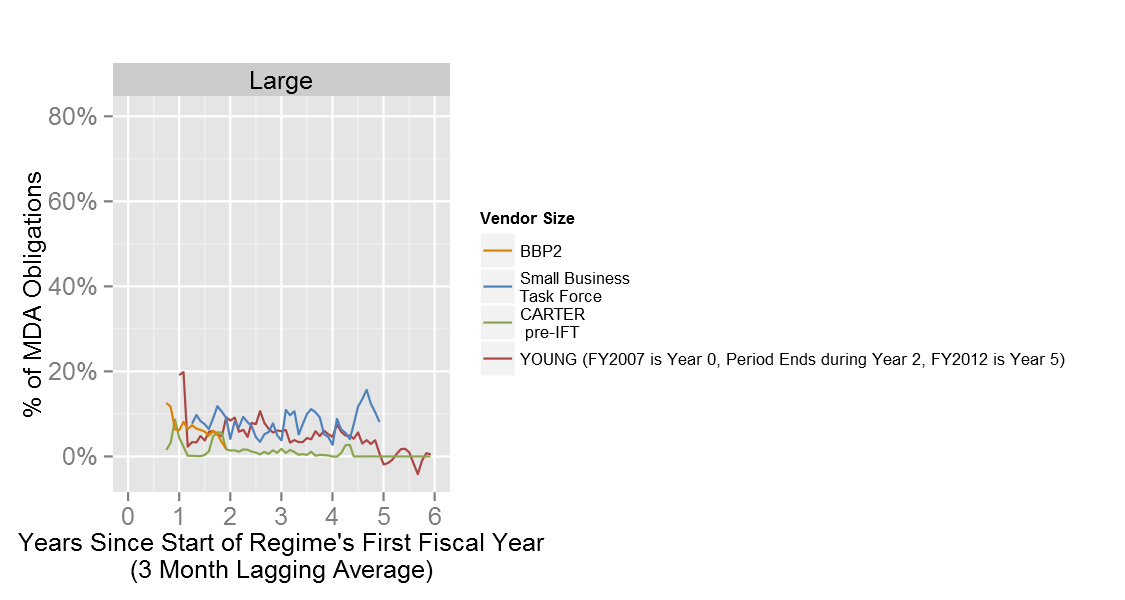 Large
80%
60%
40%
20%
0%
% of MDA Obligations
0 1 2 3 4 5 6
Years Since Start of Regime's First Fiscal Year
(3 Month Lagging Average)
Vendor Size
BBP2
Small Business
Task Force
CARTER
pre-IFT
YOUNG (FY2007 is Year 0, Period Ends during Year 2, FY2012 is Year 5)